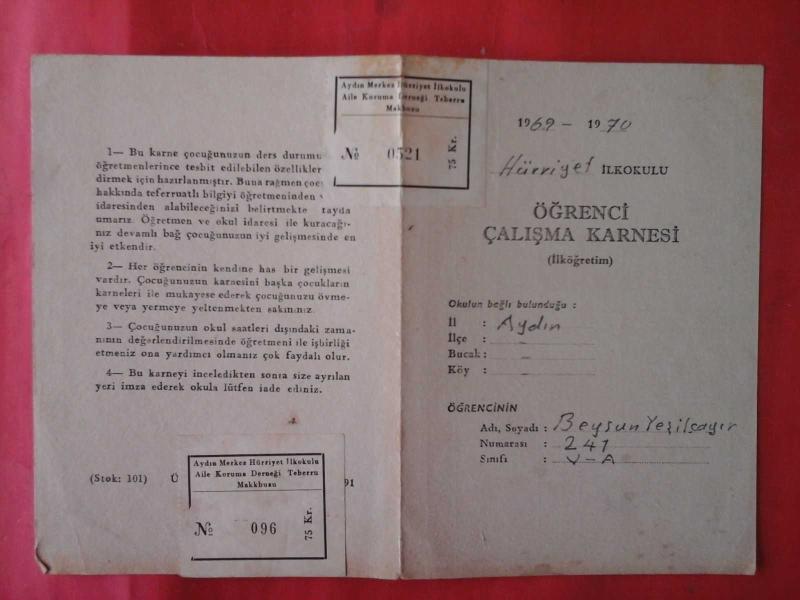 1— Bu karne çocuğunuzun ders durumu
öğretmenlerince tesbit edilebilen özellikler
dirmek için hazırlanmıştır. Buna rağmen
hakkında teferruatlı bilgiyi öğretmeninden
idaresinden alabileceğinizi belirtmekte fayda
umarız. Öğretmen ve okul idaresi ile kuracağı-
nız devamlı bağ çocuğunuzun iyi gelişmesinde en
iyi etkendir.
2— Her öğrencinin kendine has bir gelişmesi
vardır. Çocuğunuzun karnesini başka çocukların
karneleri ile mukayese ederek çocuğunuzu övme-
ye veya yermeye yeltenmekten sakınınız.
3— Çocuğunuzun okul saatleri dışındaki zama-
nının değerlendirilmesinde öğretmeni ile işbirliği
etmeniz ona yardımcı olmanız çok faydalı olur.
4— Bu karneyi inceledikten sonra size ayrılan
yeri imza ederek okula lütfen iade ediniz.
(Stok: 101) Ü
91
Aydın Merkez Hürriyet İlkokulu
Aile Koruma Derneği Teberru
Makbuzu
№ 0521
75 Kr.
Aydın Merkez Hürriyet İlkokulu
Aile Koruma Derneği Teberru
Makkbuzu
№ 096
75 Kr.
1969 – 1970
Hürriyet İLKOKULU
ÖĞRENCİ
ÇALIŞMA KARNESİ
(İlköğretim)
Okulun bağlı bulunduğu :
İl : Aydın
İlçe : –
Bucak : –
Köy : –
ÖĞRENCİNİN
Adı, Soyadı : Beysun Yeşilçayır
Numarası : 241
Sınıfı : V-A